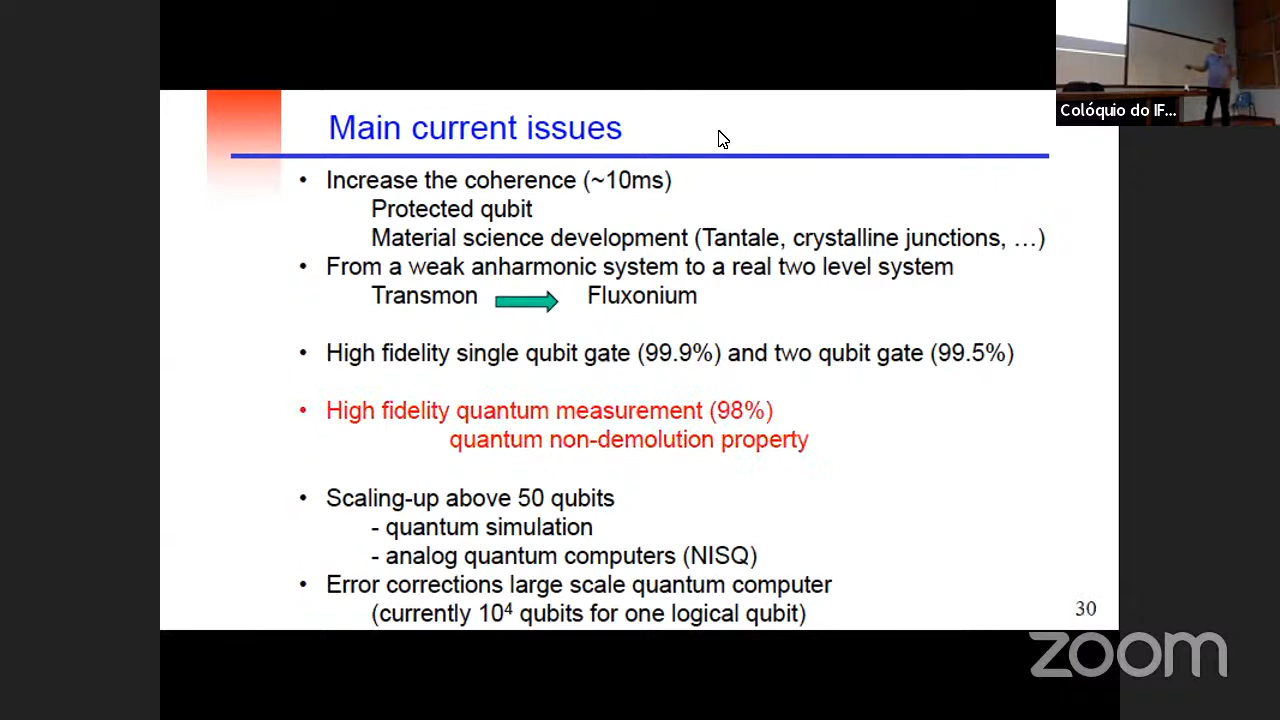 Main current issues
• Increase the coherence (~10ms)
Protected qubit
Material science development (Tantale, crystalline junctions, …)
• From a weak anharmonic system to a real two level system
Transmon Fluxonium
• High fidelity single qubit gate (99.9%) and two qubit gate (99.5%)
• High fidelity quantum measurement (98%)
quantum non-demolution property
• Scaling-up above 50 qubits
- quantum simulation
- analog quantum computers (NISQ)
• Error corrections large scale quantum computer
(currently 10⁴ qubits for one logical qubit)
30
Colóquio do IF...
zoom